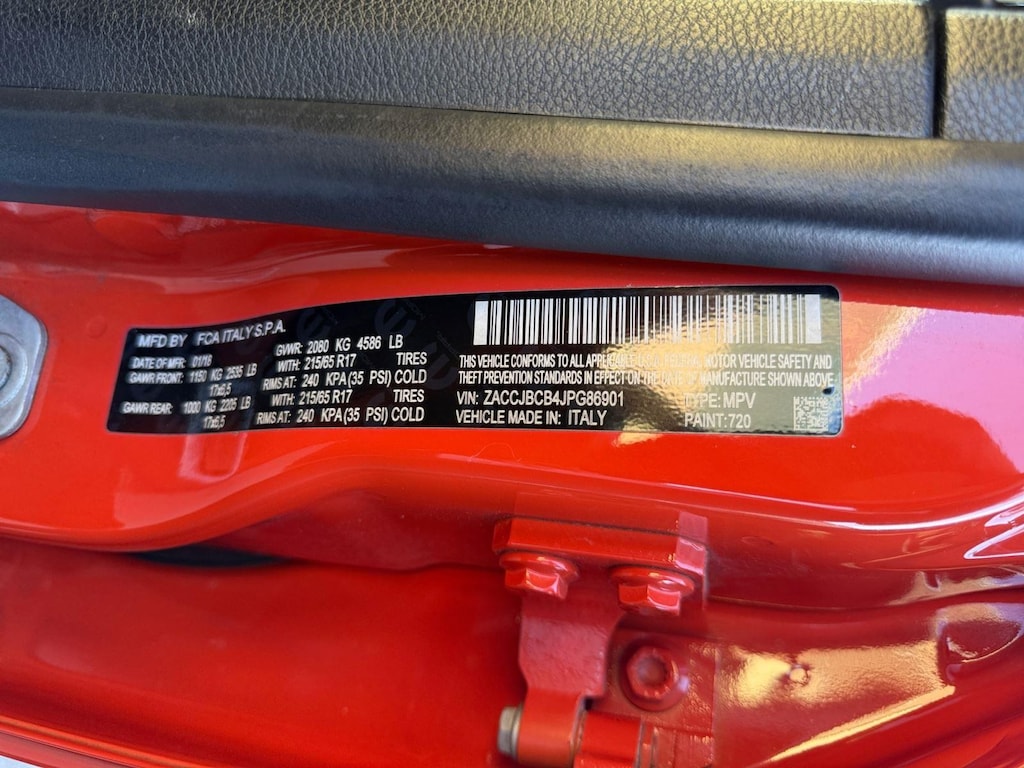 MFD BY FCA ITALY S.P.A.
DATE OF MFR 01/18 GVWR: 2080 KG 4586 LB
GAWR FRONT: 1150 KG 2535 LB WITH: 215/65 R17 TIRES
17x6,5 RIMS AT: 240 KPA(35 PSI) COLD
GAWR REAR: 1000 KG 2205 LB WITH: 215/65 R17 TIRES
17x6,5 RIMS AT: 240 KPA(35 PSI) COLD
THIS VEHICLE CONFORMS TO ALL APPLICABLE U.S. FEDERAL MOTOR VEHICLE SAFETY AND
THEFT PREVENTION STANDARDS IN EFFECT ON THE DATE OF MANUFACTURE SHOWN ABOVE
VIN: ZACCJBCB4JPG86901 TYPE: MPV
VEHICLE MADE IN: ITALY PAINT: 720